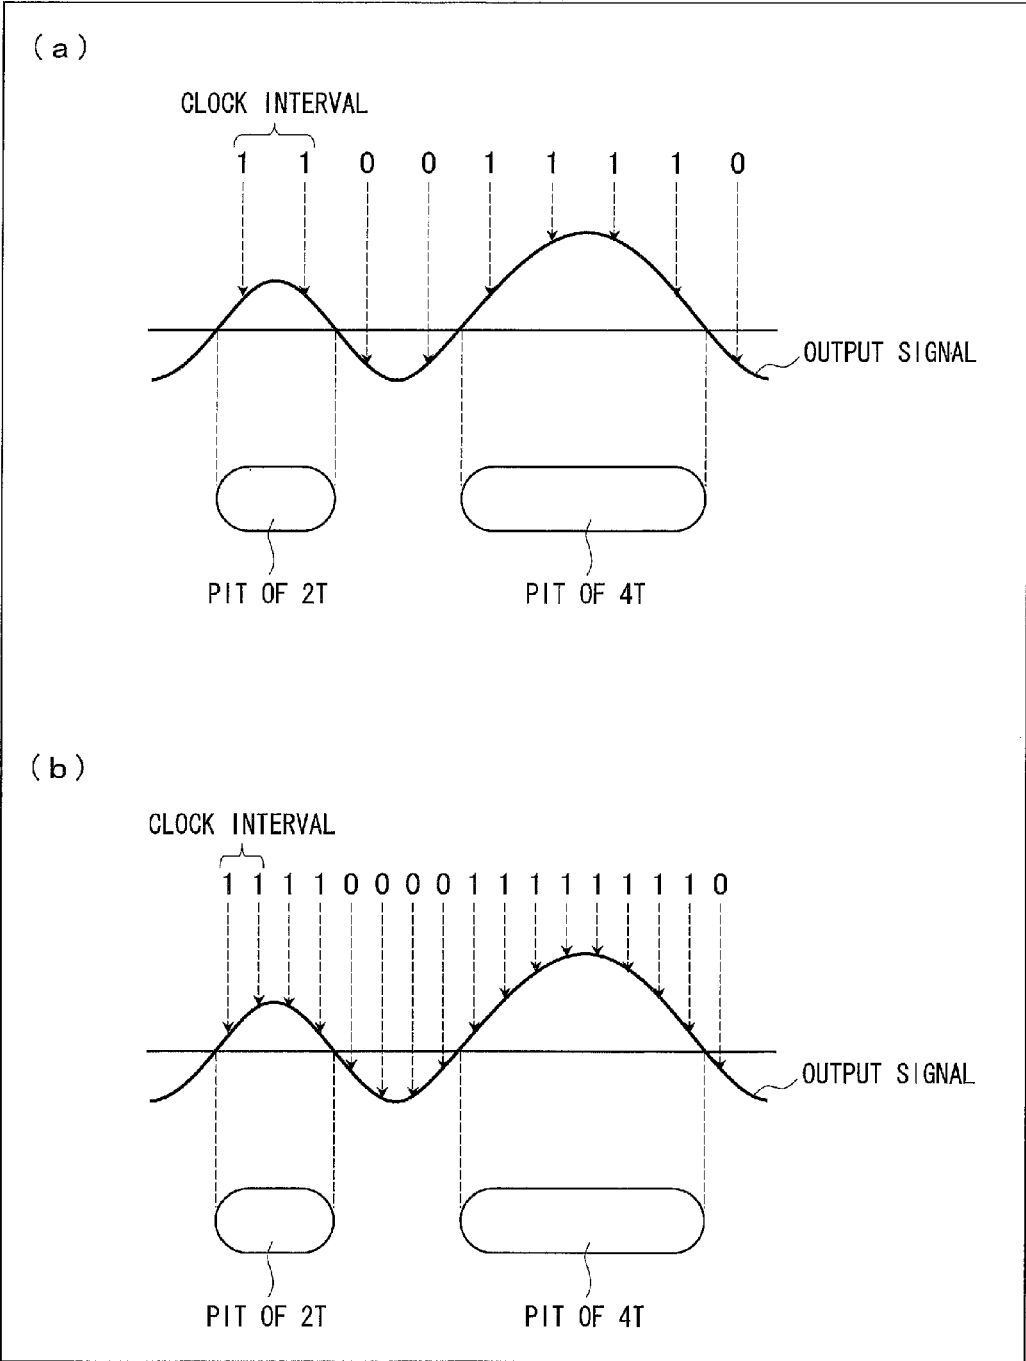 (a)
CLOCK INTERVAL
1 1 0 0 1 1 1 1 0
OUTPUT SIGNAL
PIT OF 2T PIT OF 4T
(b)
CLOCK INTERVAL
1 1 1 1 0 0 0 0 1 1 1 1 1 1 1 1 0
OUTPUT SIGNAL
PIT OF 2T PIT OF 4T